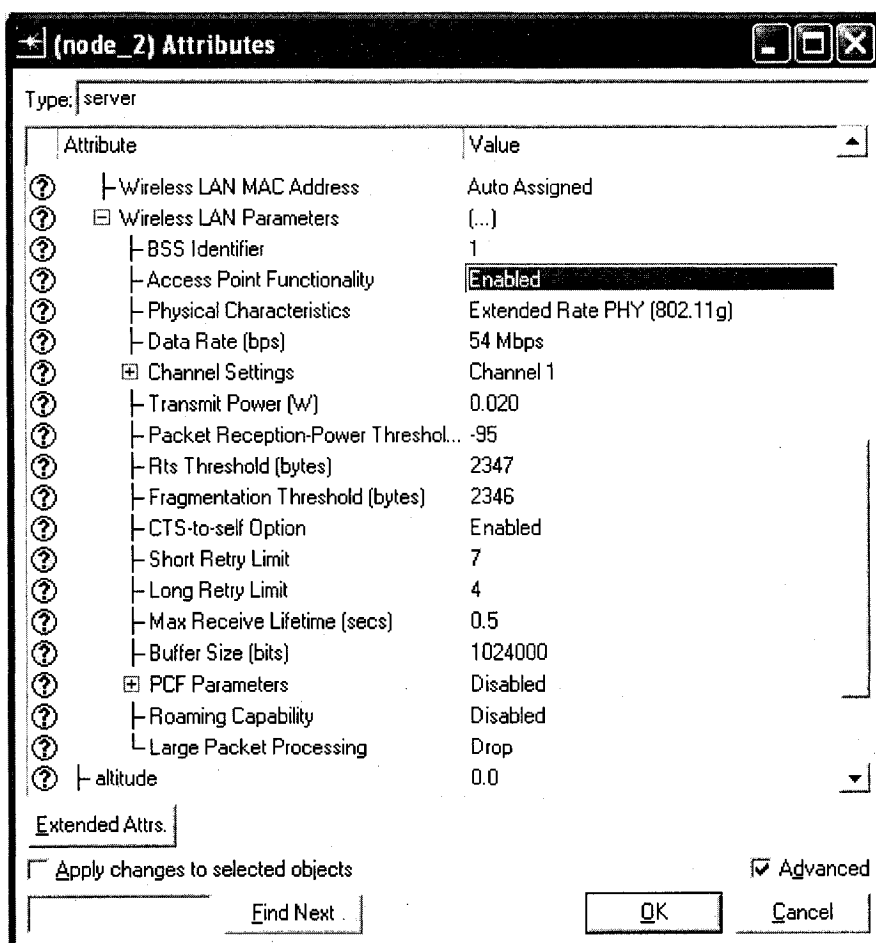 (node_2) Attributes
Type: server
Attribute Value
Wireless LAN MAC Address Auto Assigned
Wireless LAN Parameters (...)
BSS Identifier 1
Access Point Functionality Enabled
Physical Characteristics Extended Rate PHY (802.11g)
Data Rate (bps) 54 Mbps
Channel Settings Channel 1
Transmit Power (W) 0.020
Packet Reception-Power Threshol... -95
Rts Threshold (bytes) 2347
Fragmentation Threshold (bytes) 2346
CTS-to-self Option Enabled
Short Retry Limit 7
Long Retry Limit 4
Max Receive Lifetime (secs) 0.5
Buffer Size (bits) 1024000
PCF Parameters Disabled
Roaming Capability Disabled
Large Packet Processing Drop
altitude 0.0
Extended Attrs.
Apply changes to selected objects Advanced
Find Next OK Cancel